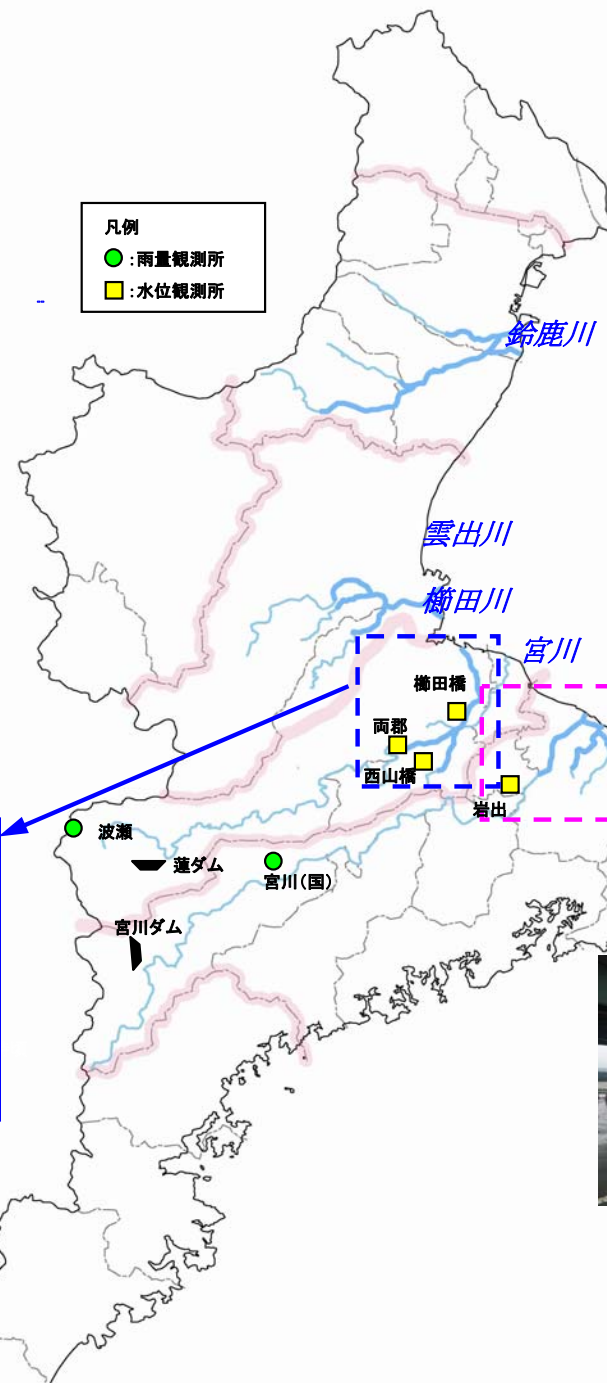 凡例
:雨量観測所
:水位観測所
鈴鹿川
雲出川
櫛田川
宮川
櫛田橋
両郡
西山橋
岩出
波瀬
蓮ダム
宮川(国)
宮川ダム